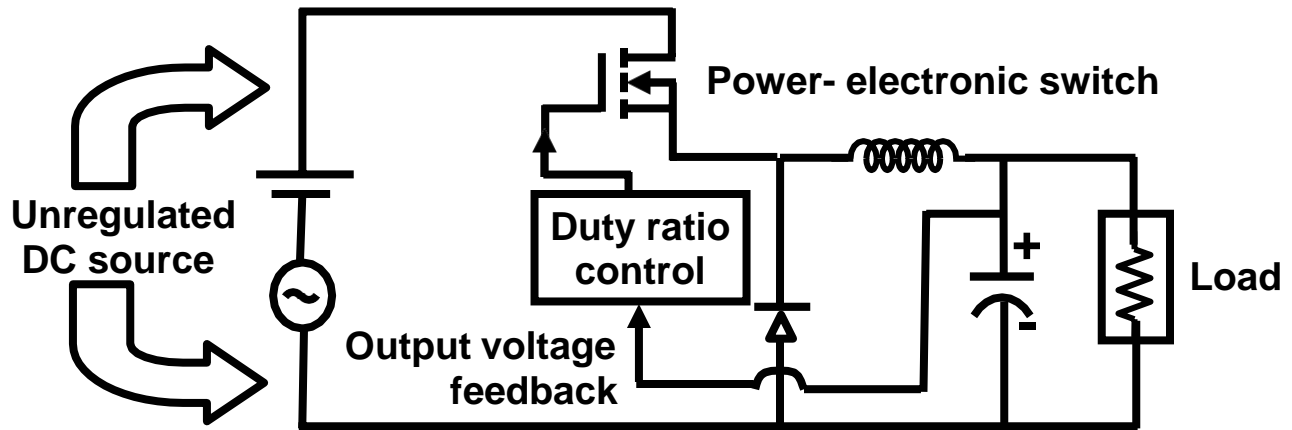 Power- electronic switch
Unregulated
DC source
Duty ratio
control
+
-
Load
Output voltage
feedback